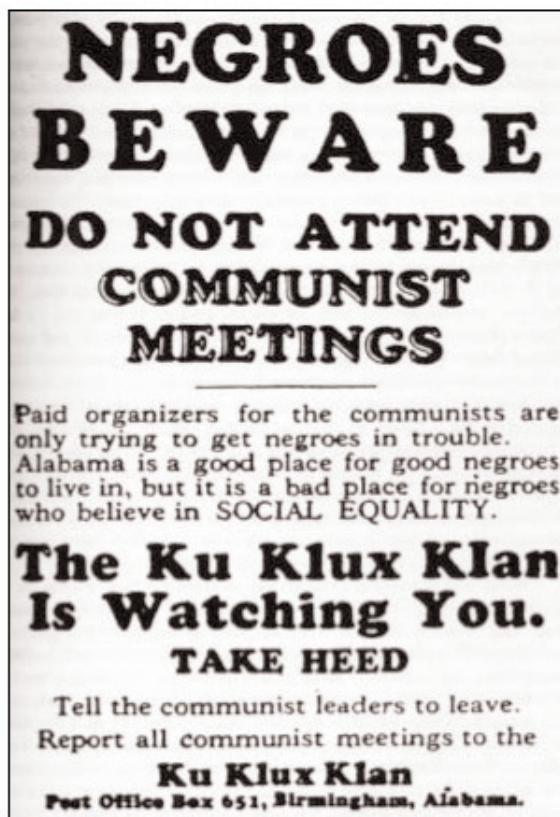 NEGROES
BEWARE
DO NOT ATTEND
COMMUNIST
MEETINGS
Paid organizers for the communists are
only trying to get negroes in trouble.
Alabama is a good place for good negroes
to live in, but it is a bad place for negroes
who believe in SOCIAL EQUALITY.
The Ku Klux Klan
Is Watching You.
TAKE HEED
Tell the communist leaders to leave.
Report all communist meetings to the
Ku Klux Klan
Post Office Box 651, Birmingham, Alabama.